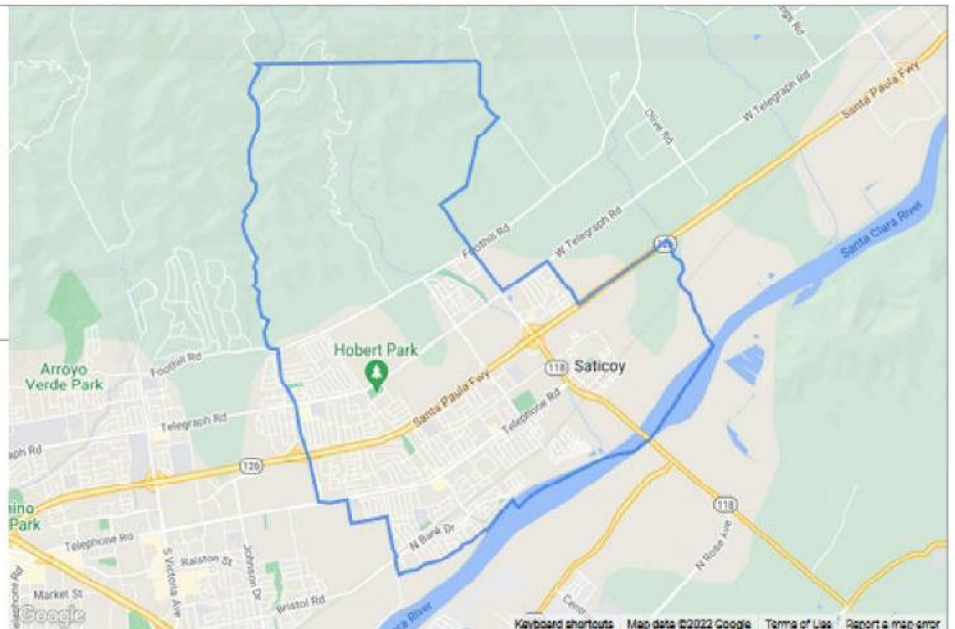 Santa Paula Fwy
W Telegraph Rd
Olive Rd
Santa Clara River
Foothill Rd
W Telegraph Rd
126
Hobert Park
Foothill Rd
Arroyo
Verde Park
118
Saticoy
Santa Paula Fwy
Telephone Rd
Telegraph Rd
126
118
Park
Telephone Rd
N Bank Dr
S Victoria Ave
Ralston St
Johnson Dr
N Rose Ave
Market St
Bristol Rd
Google
Keyboard shortcuts
Map data ©2022 Google
Terms of Use
Report a map error